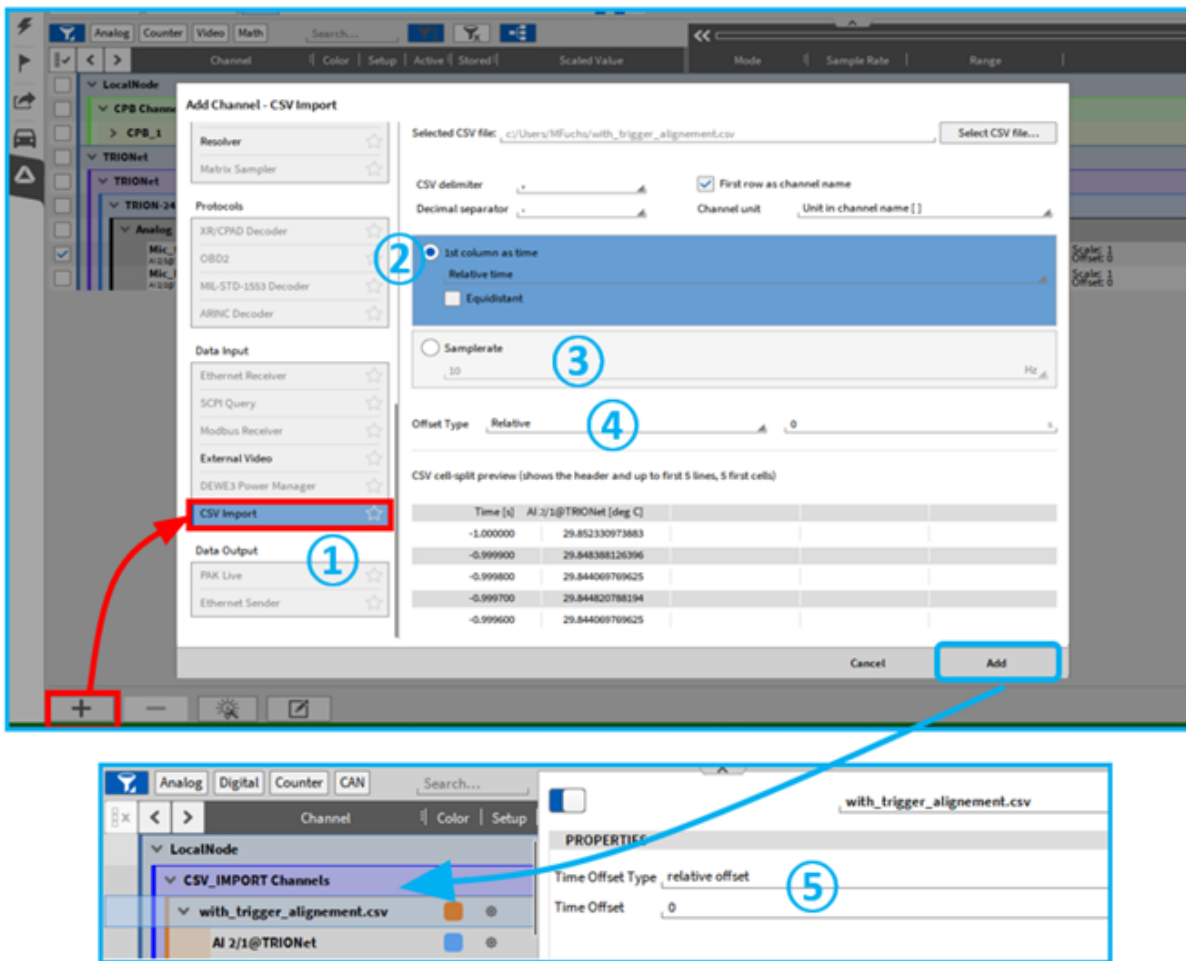 Analog Counter Video Math Search...
Channel Color Setup Active Stored Scaled Value Mode Sample Rate Range
LocalNode
CPB Channe
CPB_1
TRIONet
TRIONet
TRION-24
Analog
Mic_
Mic_
Scale: 1
Offset: 0
Scale: 1
Offset: 0
Add Channel - CSV Import
Resolver
Matrix Sampler
Protocols
XR/CPAD Decoder
OBD2
MIL-STD-1553 Decoder
ARINC Decoder
Data Input
Ethernet Receiver
SCPI Query
Modbus Receiver
External Video
DEWE3 Power Manager
CSV Import
1
Data Output
PAK Live
Ethernet Sender
Selected CSV file: c:/Users/MFuchs/with_trigger_alignement.csv Select CSV file...
CSV delimiter First row as channel name
Decimal separator Channel unit Unit in channel name [ ]
2
1st column as time
Relative time
Equidistant
Samplerate
3
10 Hz
Offset Type Relative 4 0 s
CSV cell-split preview (shows the header and up to first 5 lines, 5 first cells)
Time [s] AI 2/1@TRIONet [deg C]
-1.000000 29.852330973883
-0.999900 29.848388126396
-0.999800 29.844069769625
-0.999700 29.844820788194
-0.999600 29.844069769625
Cancel Add
Analog Digital Counter CAN Search...
Channel Color Setup
LocalNode
CSV_IMPORT Channels
with_trigger_alignement.csv
AI 2/1@TRIONet
with_trigger_alignement.csv
PROPERTIES
Time Offset Type relative offset
5
Time Offset 0